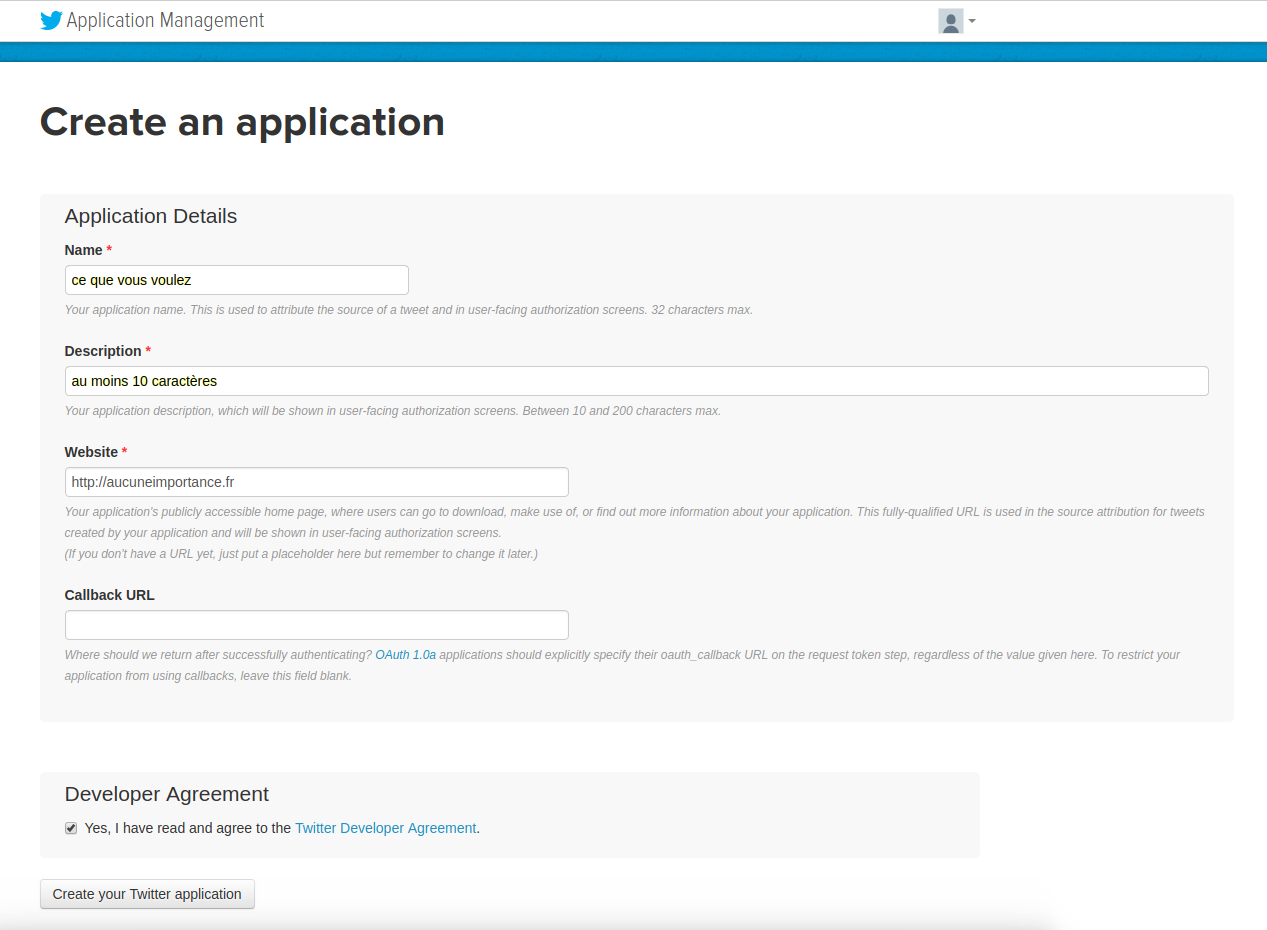 Application Management
Create an application
Application Details
Name *
ce que vous voulez
Your application name. This is used to attribute the source of a tweet and in user-facing authorization screens. 32 characters max.
Description *
au moins 10 caractères
Your application description, which will be shown in user-facing authorization screens. Between 10 and 200 characters max.
Website *
http://aucuneimportance.fr
Your application's publicly accessible home page, where users can go to download, make use of, or find out more information about your application. This fully-qualified URL is used in the source attribution for tweets
created by your application and will be shown in user-facing authorization screens.
(If you don't have a URL yet, just put a placeholder here but remember to change it later.)
Callback URL
Where should we return after successfully authenticating? OAuth 1.0a applications should explicitly specify their oauth_callback URL on the request token step, regardless of the value given here. To restrict your
application from using callbacks, leave this field blank.
Developer Agreement
Yes, I have read and agree to the Twitter Developer Agreement.
Create your Twitter application